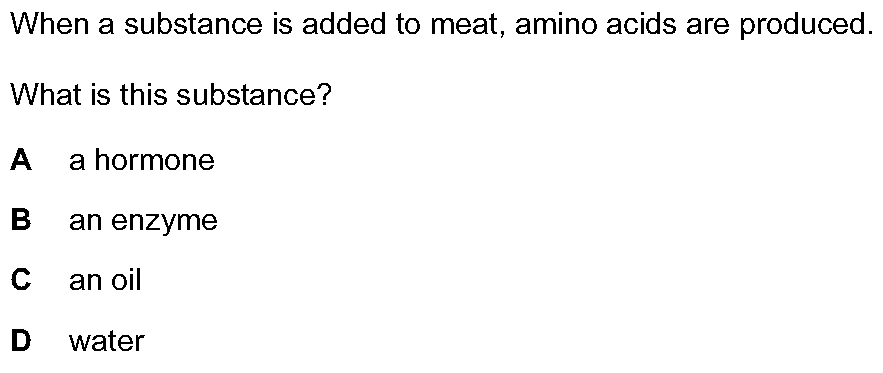 When a substance is added to meat, amino acids are produced.
What is this substance?
A a hormone
B an enzyme
C an oil
D water